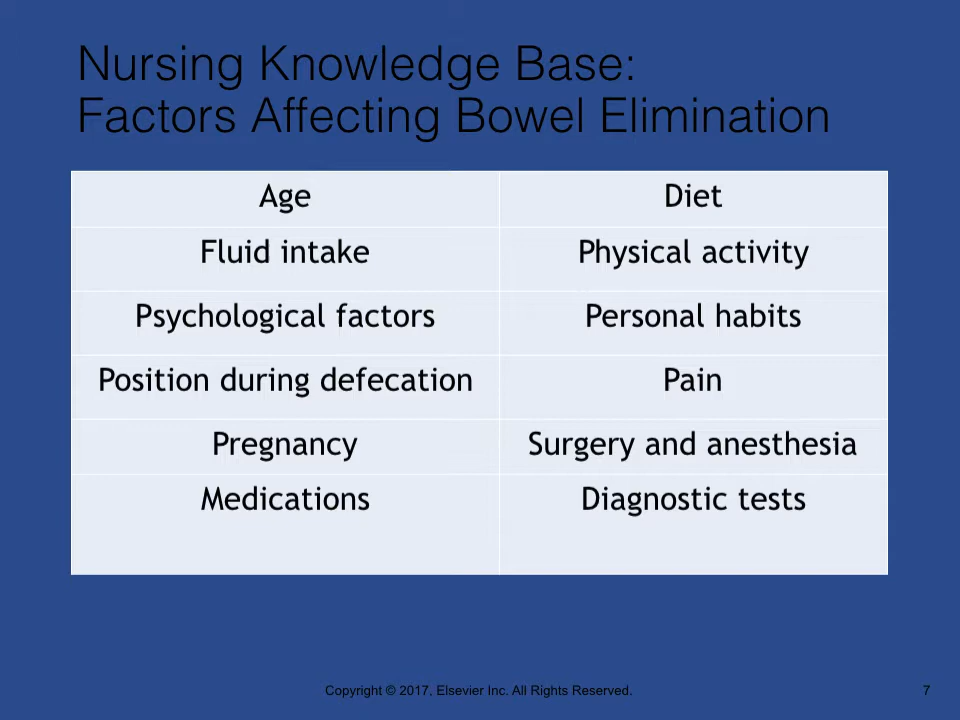 Nursing Knowledge Base:
Factors Affecting Bowel Elimination
Age
Diet
Fluid intake
Physical activity
Psychological factors
Personal habits
Position during defecation
Pain
Pregnancy
Surgery and anesthesia
Medications
Diagnostic tests
Copyright © 2017, Elsevier Inc. All Rights Reserved.
7